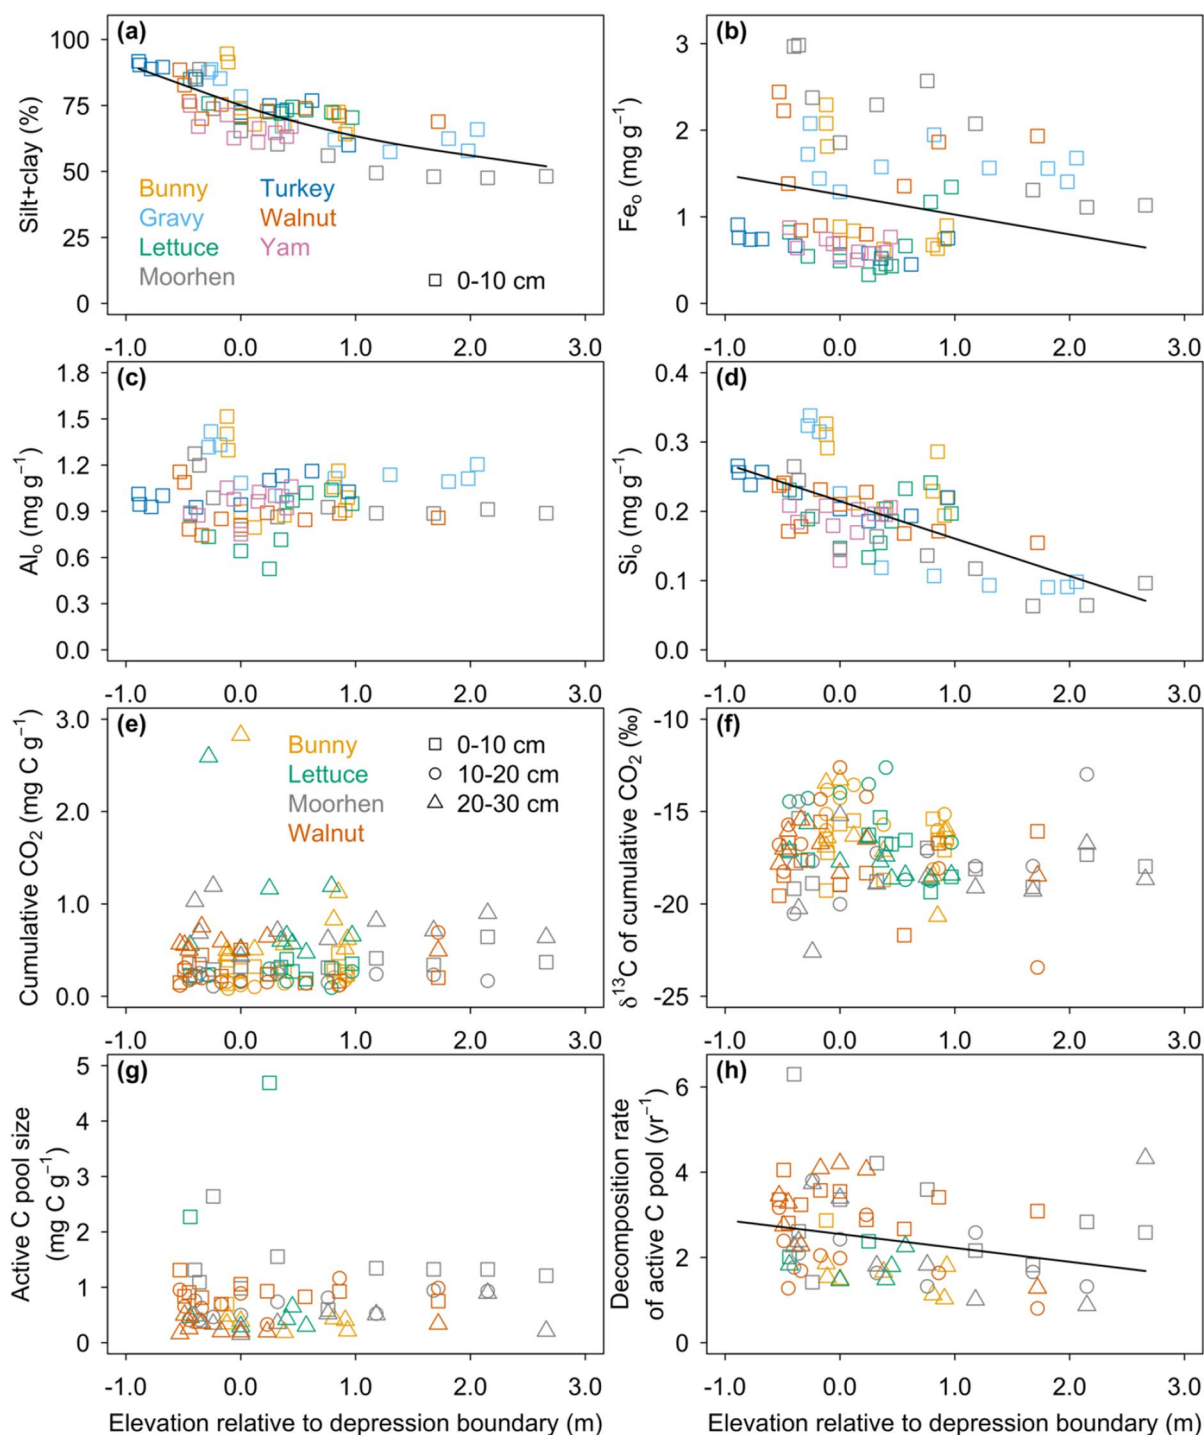 (a)
Silt+clay (%)
100
75
50
25
0
Bunny
Turkey
Gravy
Walnut
Lettuce
Yam
Moorhen
0-10 cm
-1.0 0.0 1.0 2.0 3.0
(b)
Feo (mg g−1)
3
2
1
0
-1.0 0.0 1.0 2.0 3.0
(c)
Alo (mg g−1)
1.8
1.5
1.2
0.9
0.6
0.3
0.0
-1.0 0.0 1.0 2.0 3.0
(d)
Sio (mg g−1)
0.4
0.3
0.2
0.1
0.0
-1.0 0.0 1.0 2.0 3.0
(e)
Cumulative CO2 (mg C g−1)
3.0
2.0
1.0
0.0
Bunny
Lettuce
Moorhen
Walnut
0-10 cm
10-20 cm
20-30 cm
-1.0 0.0 1.0 2.0 3.0
(f)
δ13C of cumulative CO2 (‰)
-10
-15
-20
-25
-1.0 0.0 1.0 2.0 3.0
(g)
Active C pool size
(mg C g−1)
5
4
3
2
1
0
-1.0 0.0 1.0 2.0 3.0
Elevation relative to depression boundary (m)
(h)
Decomposition rate
of active C pool (yr−1)
6
4
2
0
-1.0 0.0 1.0 2.0 3.0
Elevation relative to depression boundary (m)